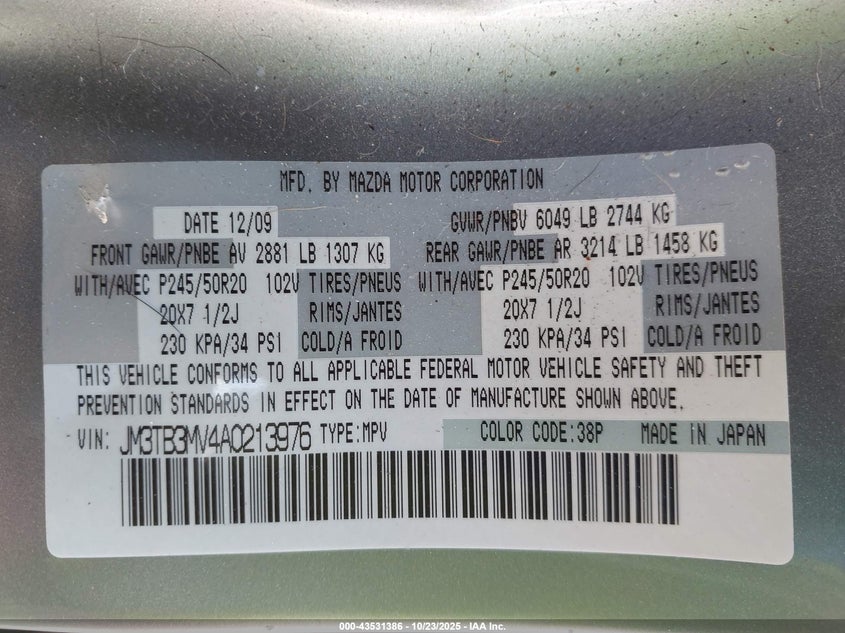 MFD. BY MAZDA MOTOR CORPORATION
DATE 12/09 GVWR/PNBV 6049 LB 2744 KG
FRONT GAWR/PNBE AV 2881 LB 1307 KG REAR GAWR/PNBE AR 3214 LB 1458 KG
WITH/AVEC P245/50R20 102V TIRES/PNEUS WITH/AVEC P245/50R20 102V TIRES/PNEUS
20X7 1/2J RIMS/JANTES 20X7 1/2J RIMS/JANTES
230 KPA/34 PSI COLD/A FROID 230 KPA/34 PSI COLD/A FROID
THIS VEHICLE CONFORMS TO ALL APPLICABLE FEDERAL MOTOR VEHICLE SAFETY AND THEFT
PREVENTION STANDARDS IN EFFECT ON THE DATE OF MANUFACTURE SHOWN ABOVE.
VIN: JM3TB3MV4A0213976 TYPE:MPV COLOR CODE:38P MADE IN JAPAN
000-43531386 - 10/23/2025 - IAA Inc.